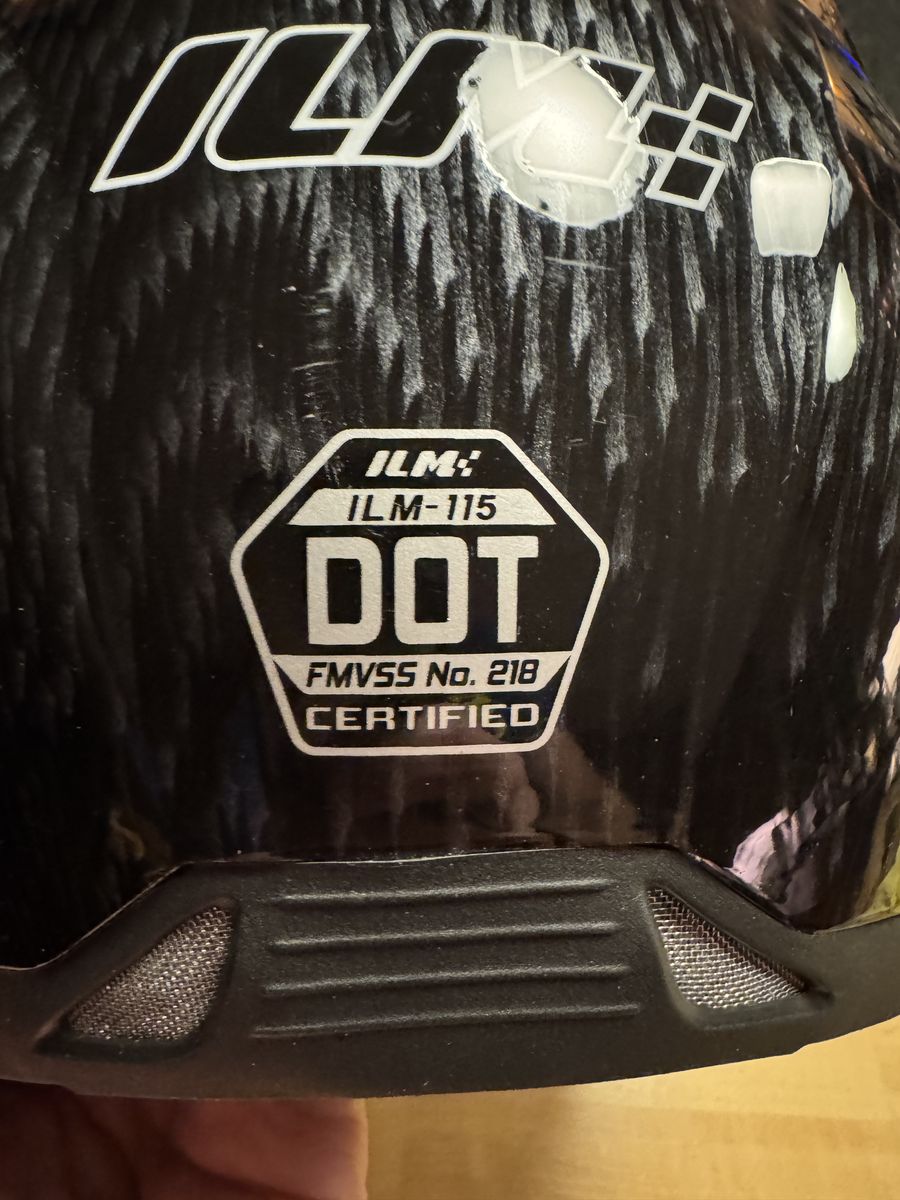 ILM
ILM
ILM-115
DOT
FMVSS No. 218
CERTIFIED